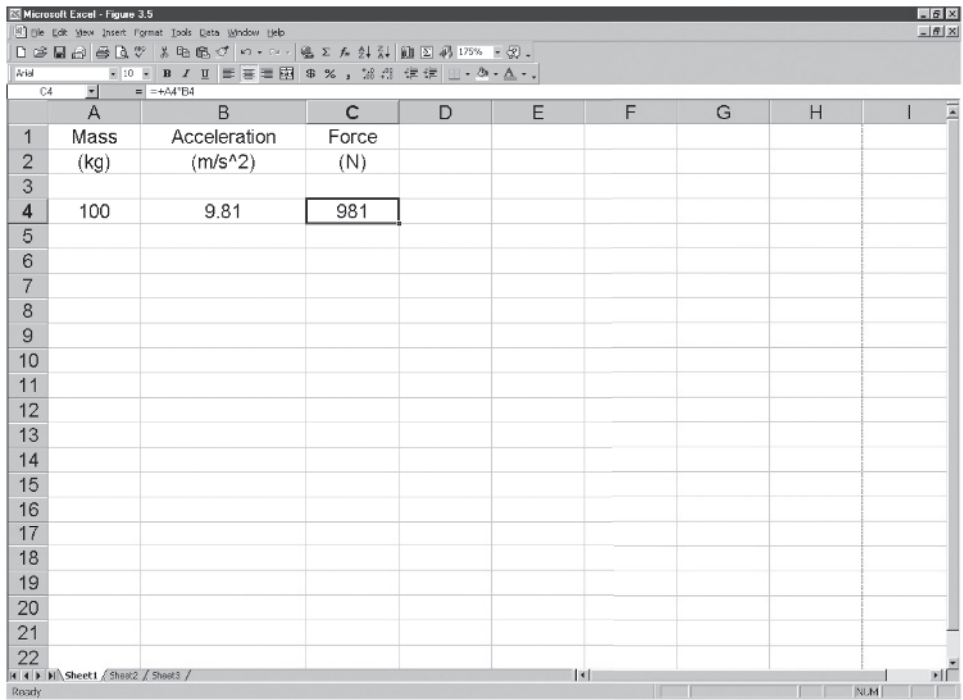 Microsoft Excel - Figure 3.5
File Edit View Insert Format Tools Data Window Help
175%
Arial 10 B I U $ % ,
C4 = =+A4*B4
A B C D E F G H I
1 Mass Acceleration Force
2 (kg) (m/s^2) (N)
3
4 100 9.81 981
5
6
7
8
9
10
11
12
13
14
15
16
17
18
19
20
21
22
Sheet1 / Sheet2 / Sheet3 /
Ready NUM